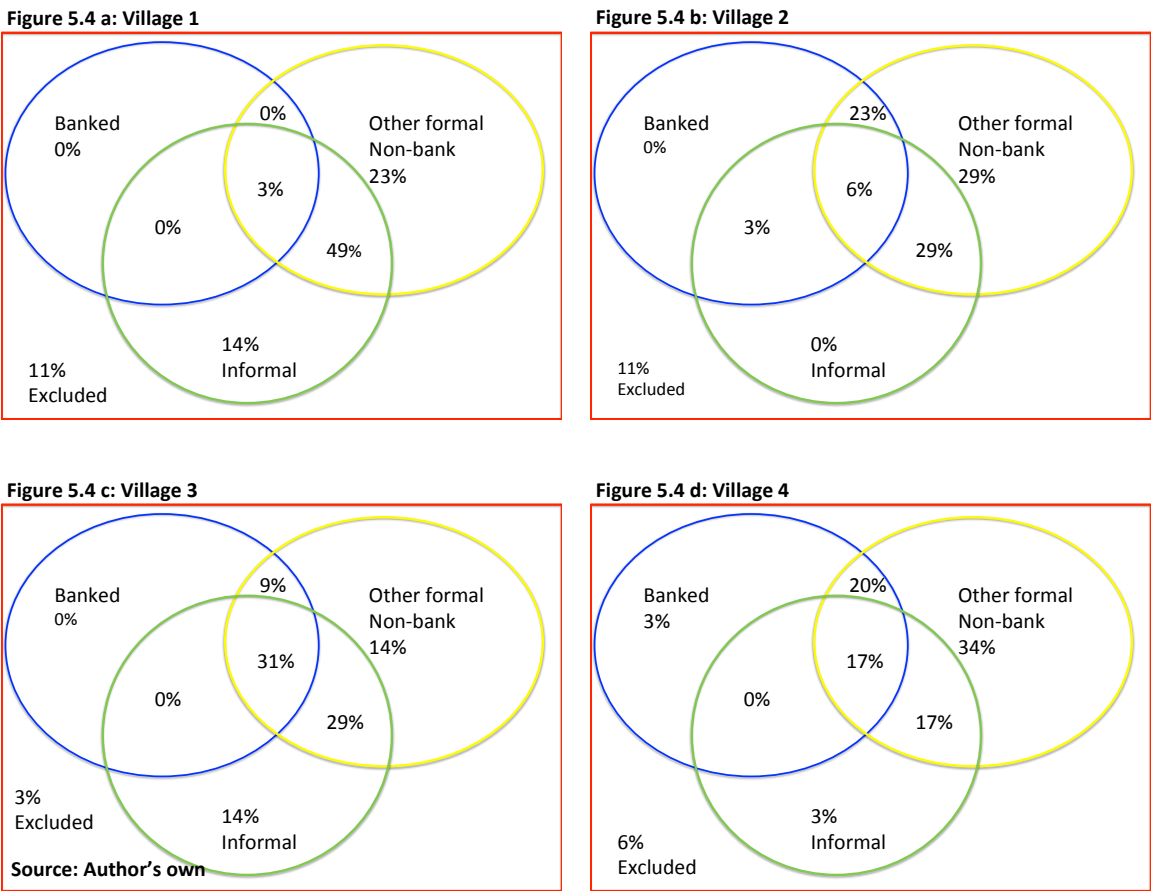 Figure 5.4 a: Village 1
Banked
0%
0%
Other formal
Non-bank
23%
3%
0%
49%
14%
Informal
11%
Excluded
Figure 5.4 b: Village 2
Banked
0%
23%
Other formal
Non-bank
29%
6%
3%
29%
0%
Informal
11%
Excluded
Figure 5.4 c: Village 3
Banked
0%
9%
Other formal
Non-bank
14%
31%
0%
29%
3%
Excluded
14%
Informal
Source: Author's own
Figure 5.4 d: Village 4
Banked
3%
20%
Other formal
Non-bank
34%
17%
0%
17%
3%
Informal
6%
Excluded